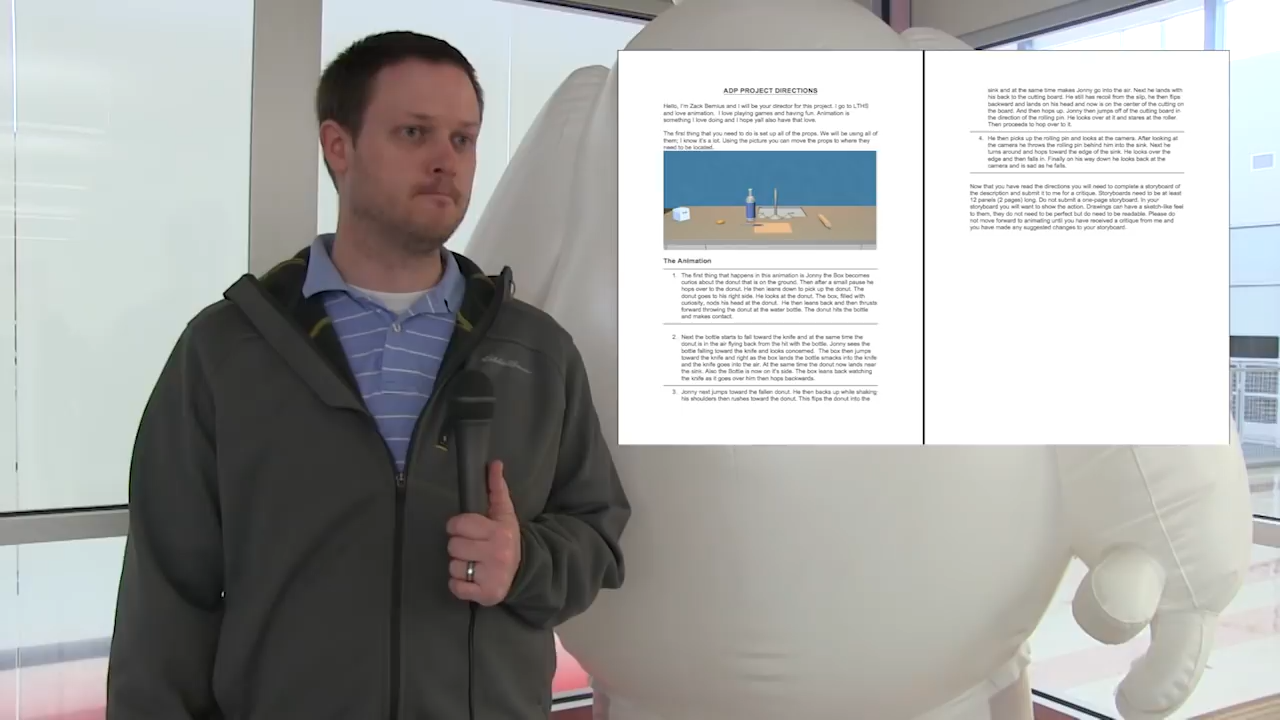 ADP PROJECT DIRECTIONS
Hello, I'm Zack Bemius and I will be your director for this project. I go to LTHS
and love animation. I love playing games and having fun. Animation is
something I love doing and I hope yall also have that love.
The first thing that you need to do is set up all of the props. We will be using all of
them; I know it's a lot. Using the picture you can move the props to where they
need to be located.
The Animation
1. The first thing that happens in this animation is Jonny the Box becomes
curios about the donut that is on the ground. Then after a small pause he
hops over to the donut. He then leans down to pick up the donut. The
donut goes to his right side. He looks at the donut. The box, filled with
curiosity, nods his head at the donut. He then leans back and then thrusts
forward throwing the donut at the water bottle. The donut hits the bottle
and makes contact.
2. Next the bottle starts to fall toward the knife and at the same time the
donut is in the air flying back from the hit with the bottle. Jonny sees the
bottle falling toward the knife and looks concerned. The box then jumps
toward the knife and right as the box lands the bottle smacks into the knife
and the knife goes into the air. At the same time the donut now lands near
the sink. Also the Bottle is now on it's side. The box leans back watching
the knife as it goes over him then hops backwards.
3. Jonny next jumps toward the fallen donut. He then backs up while shaking
his shoulders then rushes toward the donut. This flips the donut into the
sink and at the same time makes Jonny go into the air. Next he lands with
his back to the cutting board. He still has recoil from the slip, he then flips
backward and lands on his head and now is on the center of the cutting on
the board. And then hops up. Jonny then jumps off of the cutting board in
the direction of the rolling pin. He looks over at it and stares at the roller.
Then proceeds to hop over to it.
4. He then picks up the rolling pin and looks at the camera. After looking at
the camera he throws the rolling pin behind him into the sink. Next he
turns around and hops toward the edge of the sink. He looks over the
edge and then falls in. Finally on his way down he looks back at the
camera and is sad as he falls.
Now that you have read the directions you will need to complete a storyboard of
the description and submit it to me for a critique. Storyboards need to be at least
12 panels (2 pages) long. Do not submit a one-page storyboard. In your
storyboard you will want to show the action. Drawings can have a sketch-like feel
to them, they do not need to be perfect but do need to be readable. Please do
not move forward to animating until you have received a critique from me and
you have made any suggested changes to your storyboard.
Eddie Bauer